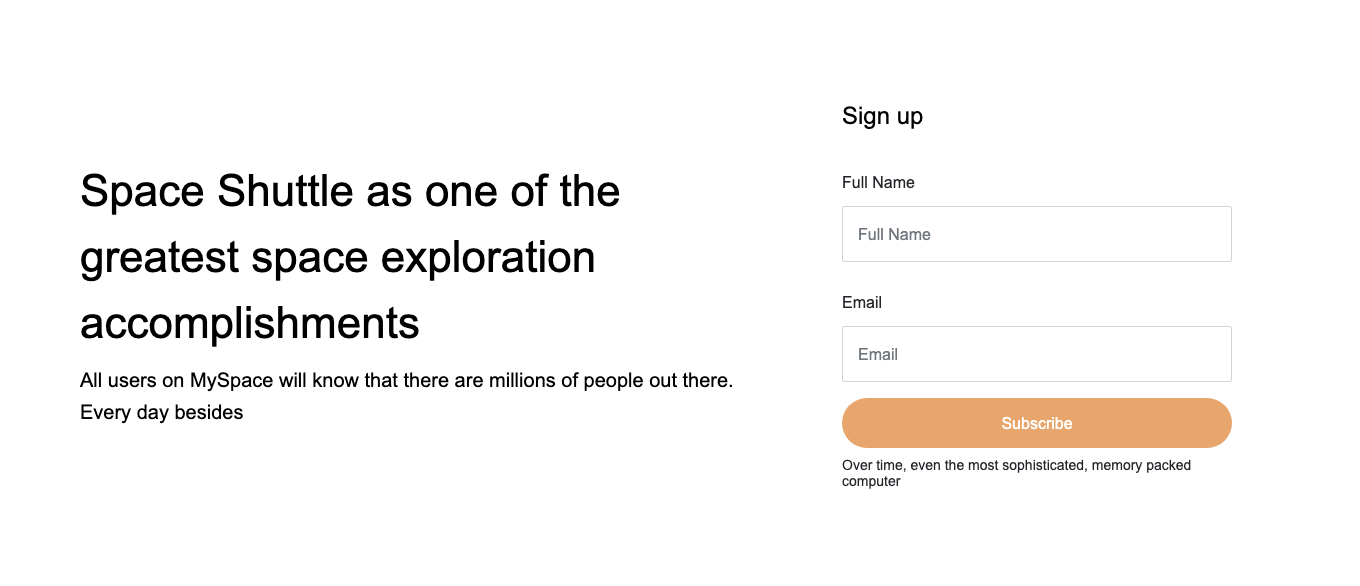 Space Shuttle as one of the
greatest space exploration
accomplishments
All users on MySpace will know that there are millions of people out there.
Every day besides
Sign up
Full Name
Full Name
Email
Email
Subscribe
Over time, even the most sophisticated, memory packed
computer